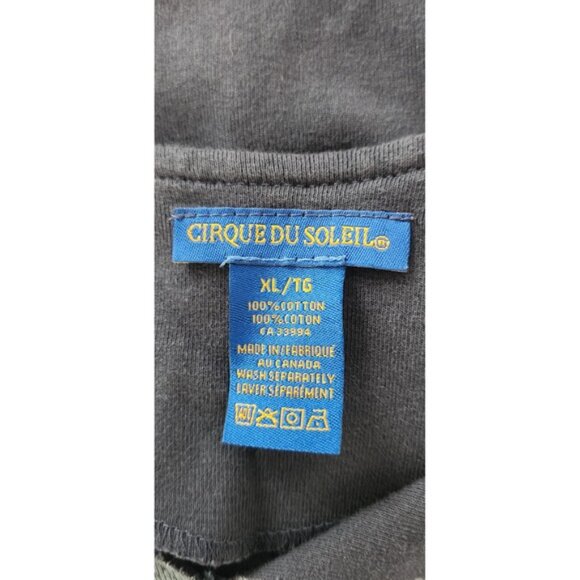 CIRQUE DU SOLEIL
XL/TG
100% COTTON
100% COTON
CA 33994
MADE IN/FABRIQUÉ
AU CANADA
WASH SEPARATELY
LAVER SÉPARÉMENT